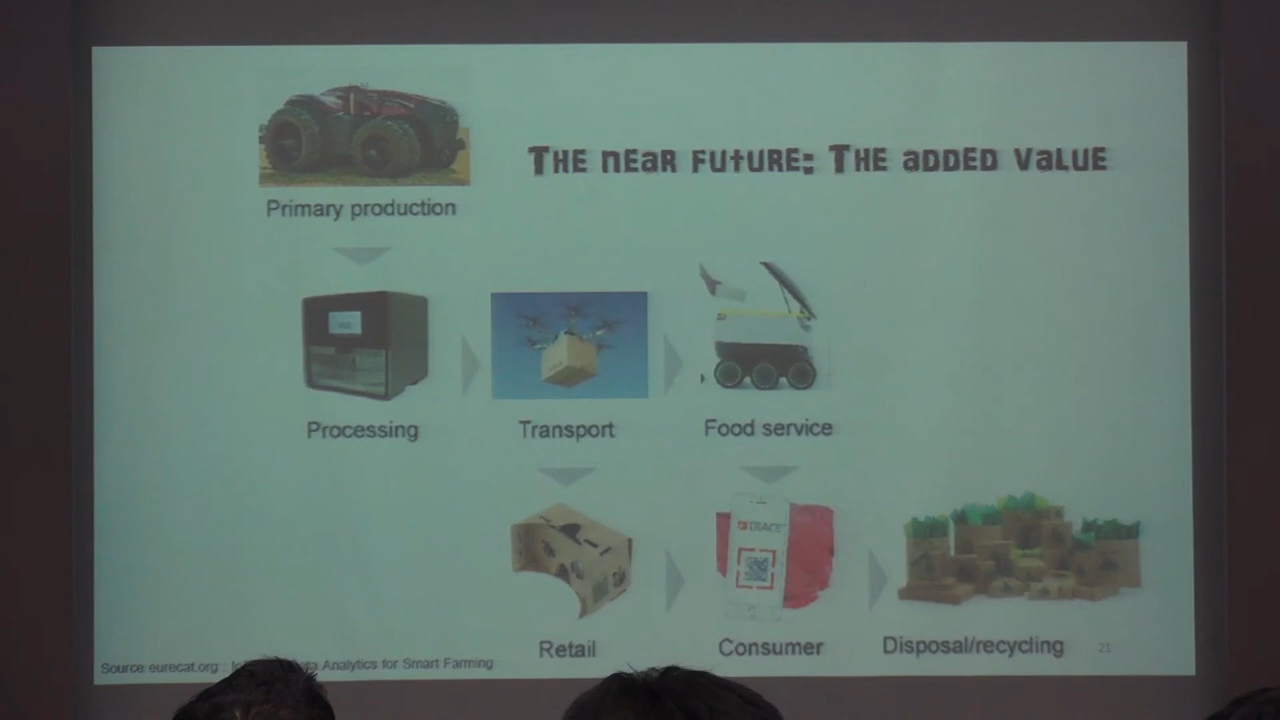 THE NEAR FUTURE: THE ADDED VALUE
Primary production
Processing
Transport
Food service
TRACE
Retail
Consumer
Disposal/recycling
21
Source eurecat.org : Analytics for Smart Farming